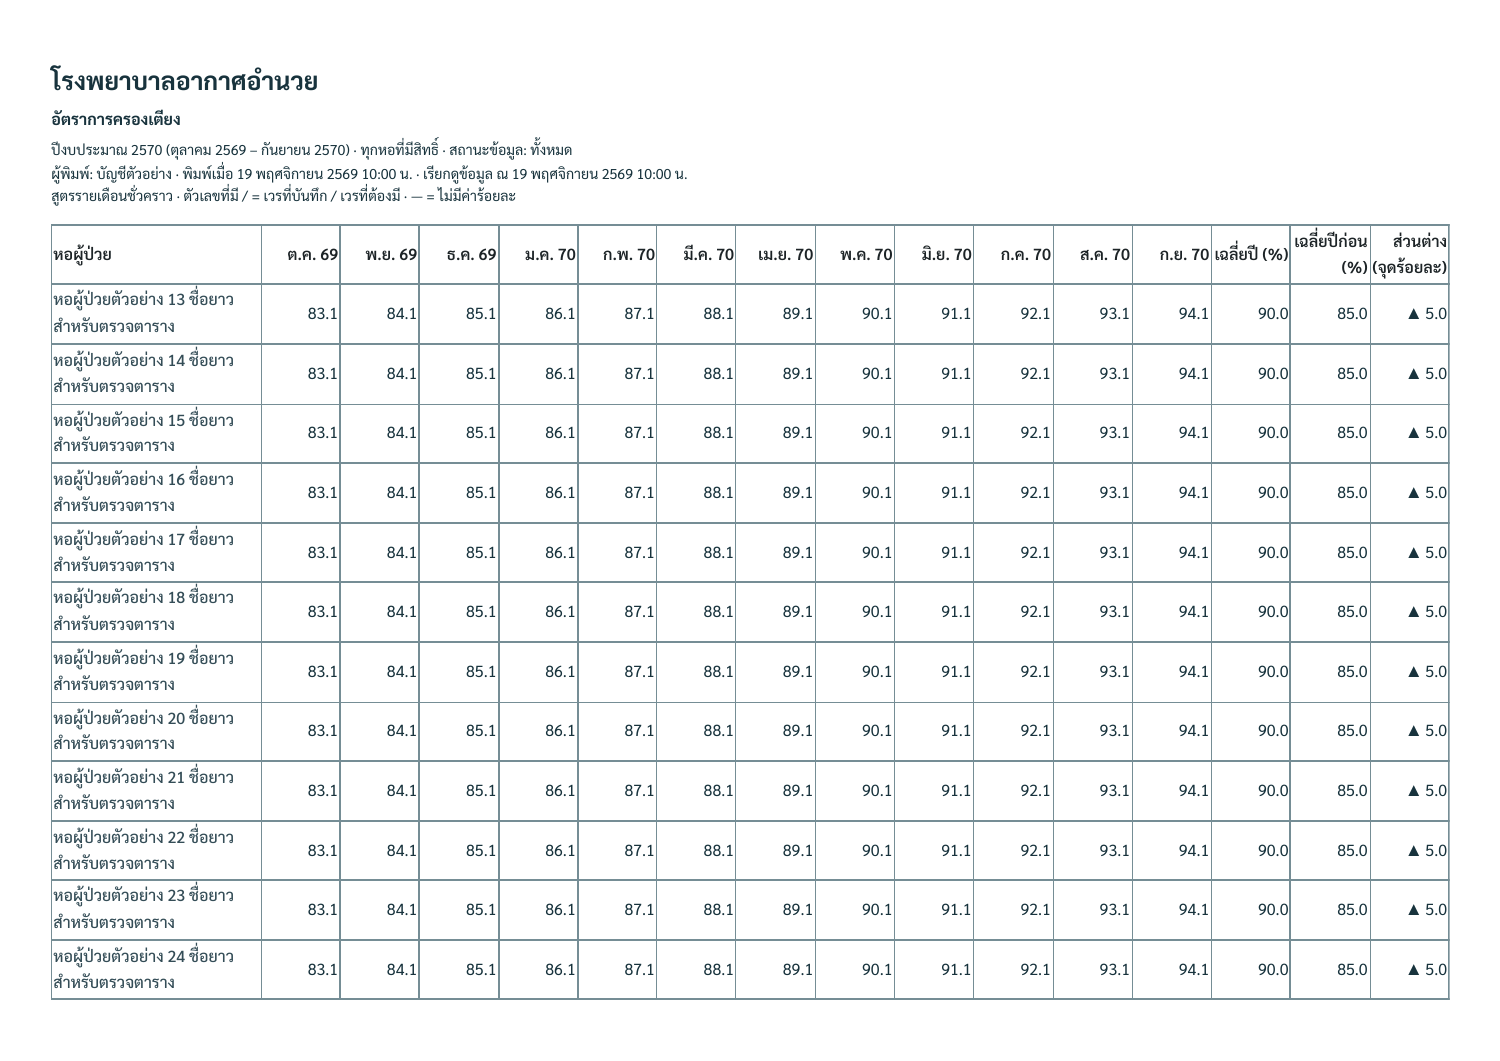 โรงพยาบาลอากาศอำนวย
อัตราการครองเตียง
ปีงบประมาณ 2570 (ตุลาคม 2569 – กันยายน 2570) · ทุกหอที่มีสิทธิ์ · สถานะข้อมูล: ทั้งหมด
ผู้พิมพ์: บัญชีตัวอย่าง · พิมพ์เมื่อ 19 พฤศจิกายน 2569 10:00 น. · เรียกดูข้อมูล ณ 19 พฤศจิกายน 2569 10:00 น.
สูตรรายเดือนชั่วคราว · ตัวเลขที่มี / = เวรที่บันทึก / เวรที่ต้องมี · — = ไม่มีค่าร้อยละ
หอผู้ป่วย ต.ค. 69 พ.ย. 69 ธ.ค. 69 ม.ค. 70 ก.พ. 70 มี.ค. 70 เม.ย. 70 พ.ค. 70 มิ.ย. 70 ก.ค. 70 ส.ค. 70 ก.ย. 70 เฉลี่ยปี (%) เฉลี่ยปีก่อน ส่วนต่าง
(%) (จุดร้อยละ)
หอผู้ป่วยตัวอย่าง 13 ชื่อยาว
สำหรับตรวจตาราง 83.1 84.1 85.1 86.1 87.1 88.1 89.1 90.1 91.1 92.1 93.1 94.1 90.0 85.0 ▲ 5.0
หอผู้ป่วยตัวอย่าง 14 ชื่อยาว
สำหรับตรวจตาราง 83.1 84.1 85.1 86.1 87.1 88.1 89.1 90.1 91.1 92.1 93.1 94.1 90.0 85.0 ▲ 5.0
หอผู้ป่วยตัวอย่าง 15 ชื่อยาว
สำหรับตรวจตาราง 83.1 84.1 85.1 86.1 87.1 88.1 89.1 90.1 91.1 92.1 93.1 94.1 90.0 85.0 ▲ 5.0
หอผู้ป่วยตัวอย่าง 16 ชื่อยาว
สำหรับตรวจตาราง 83.1 84.1 85.1 86.1 87.1 88.1 89.1 90.1 91.1 92.1 93.1 94.1 90.0 85.0 ▲ 5.0
หอผู้ป่วยตัวอย่าง 17 ชื่อยาว
สำหรับตรวจตาราง 83.1 84.1 85.1 86.1 87.1 88.1 89.1 90.1 91.1 92.1 93.1 94.1 90.0 85.0 ▲ 5.0
หอผู้ป่วยตัวอย่าง 18 ชื่อยาว
สำหรับตรวจตาราง 83.1 84.1 85.1 86.1 87.1 88.1 89.1 90.1 91.1 92.1 93.1 94.1 90.0 85.0 ▲ 5.0
หอผู้ป่วยตัวอย่าง 19 ชื่อยาว
สำหรับตรวจตาราง 83.1 84.1 85.1 86.1 87.1 88.1 89.1 90.1 91.1 92.1 93.1 94.1 90.0 85.0 ▲ 5.0
หอผู้ป่วยตัวอย่าง 20 ชื่อยาว
สำหรับตรวจตาราง 83.1 84.1 85.1 86.1 87.1 88.1 89.1 90.1 91.1 92.1 93.1 94.1 90.0 85.0 ▲ 5.0
หอผู้ป่วยตัวอย่าง 21 ชื่อยาว
สำหรับตรวจตาราง 83.1 84.1 85.1 86.1 87.1 88.1 89.1 90.1 91.1 92.1 93.1 94.1 90.0 85.0 ▲ 5.0
หอผู้ป่วยตัวอย่าง 22 ชื่อยาว
สำหรับตรวจตาราง 83.1 84.1 85.1 86.1 87.1 88.1 89.1 90.1 91.1 92.1 93.1 94.1 90.0 85.0 ▲ 5.0
หอผู้ป่วยตัวอย่าง 23 ชื่อยาว
สำหรับตรวจตาราง 83.1 84.1 85.1 86.1 87.1 88.1 89.1 90.1 91.1 92.1 93.1 94.1 90.0 85.0 ▲ 5.0
หอผู้ป่วยตัวอย่าง 24 ชื่อยาว
สำหรับตรวจตาราง 83.1 84.1 85.1 86.1 87.1 88.1 89.1 90.1 91.1 92.1 93.1 94.1 90.0 85.0 ▲ 5.0